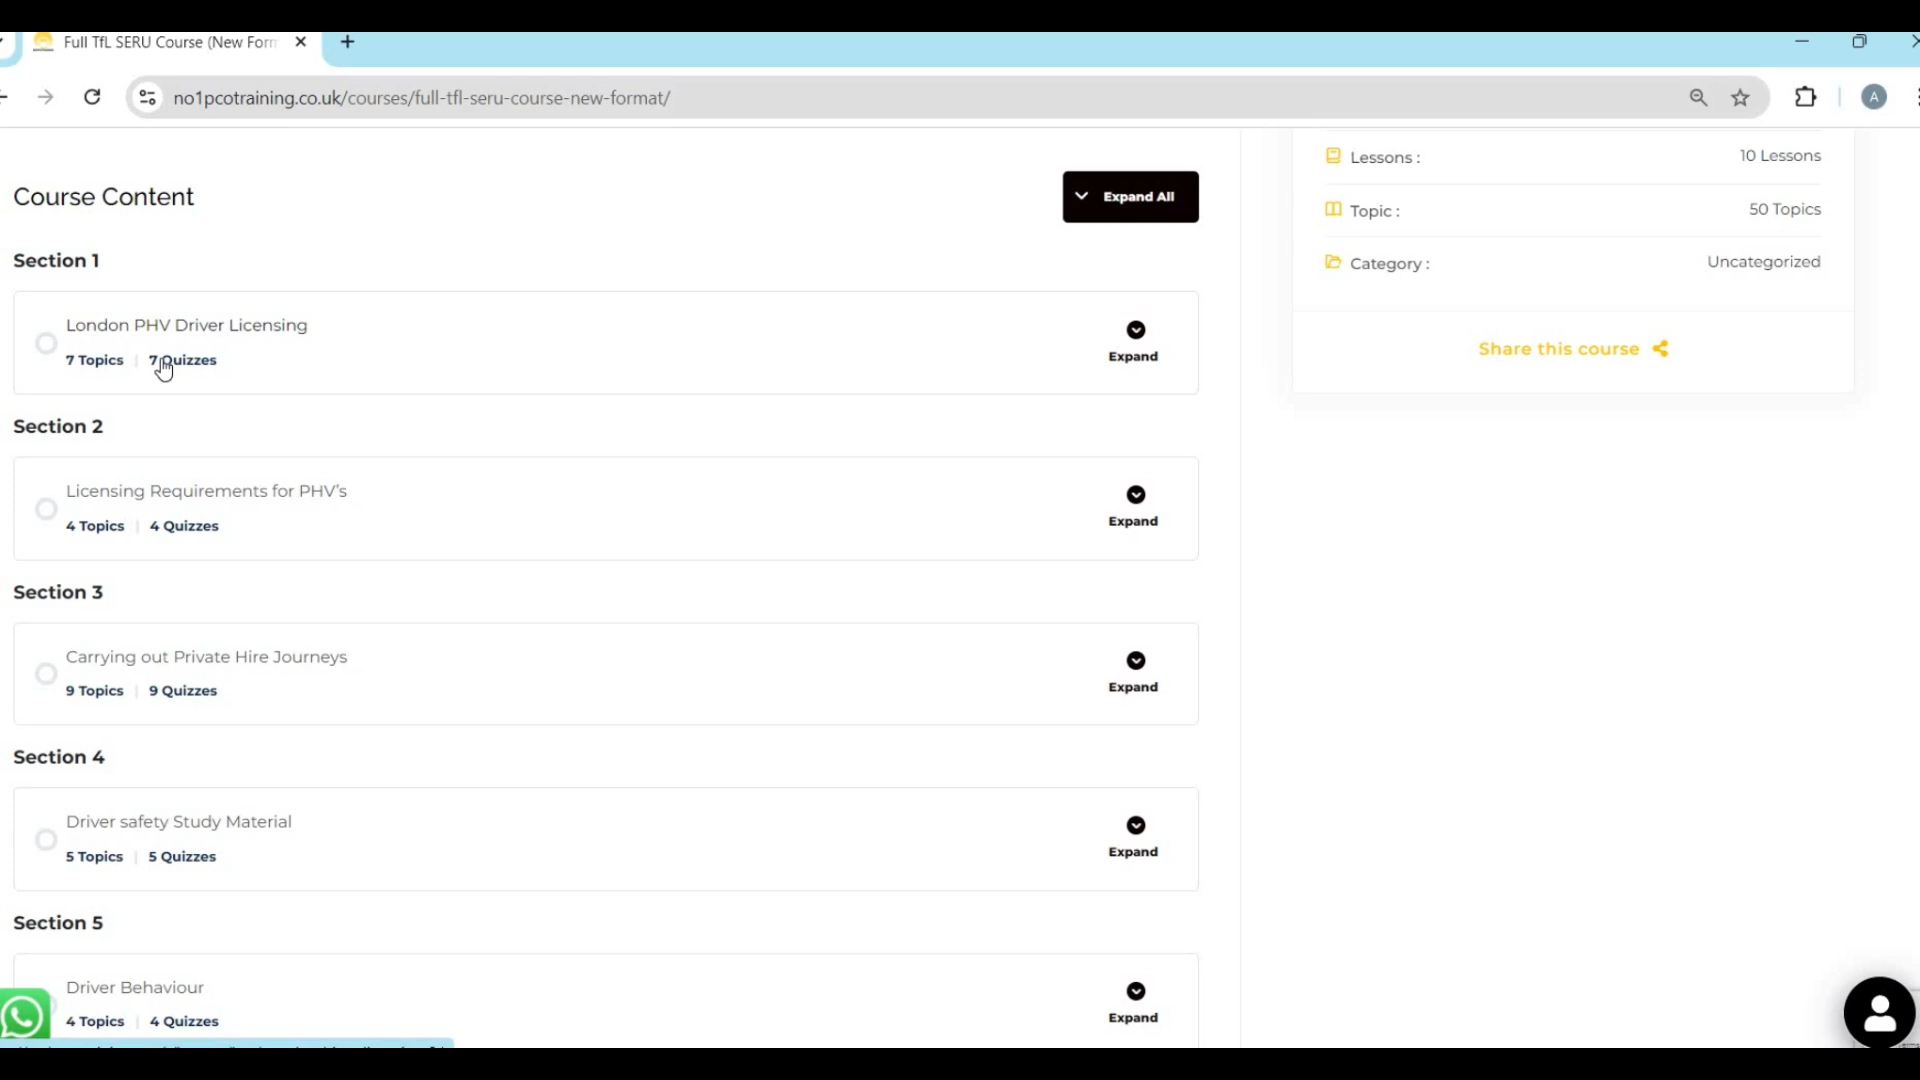 Full TfL SERU Course (New Form
no1pcotraining.co.uk/courses/full-tfl-seru-course-new-format/
A
Course Content
Expand All
Section 1
London PHV Driver Licensing
7 Topics | 7 Quizzes
Expand
Section 2
Licensing Requirements for PHV's
4 Topics | 4 Quizzes
Expand
Section 3
Carrying out Private Hire Journeys
9 Topics | 9 Quizzes
Expand
Section 4
Driver safety Study Material
5 Topics | 5 Quizzes
Expand
Section 5
Driver Behaviour
4 Topics | 4 Quizzes
Expand
Lessons : 10 Lessons
Topic : 50 Topics
Category : Uncategorized
Share this course